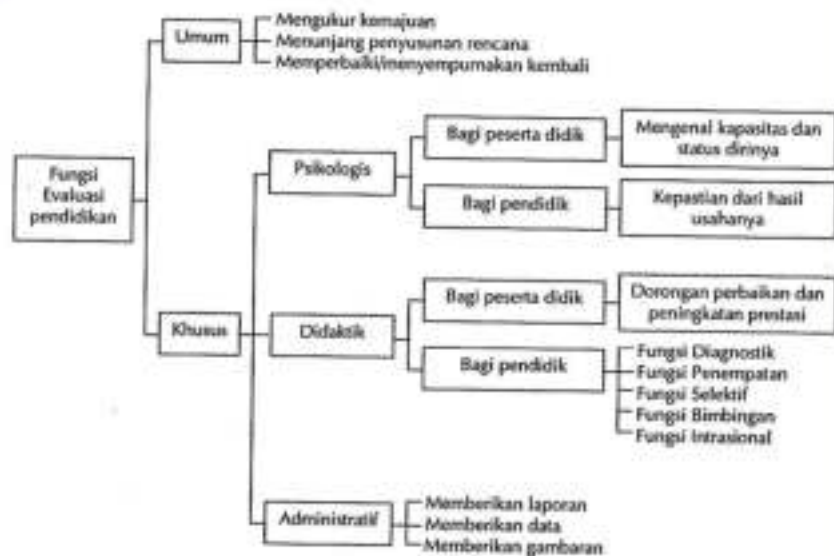 Fungsi
Evaluasi
pendidikan
Umum
Mengukur kemajuan
Menunjang penyusunan rencana
Memperbaiki/menyempurnakan kembali
Khusus
Psikologis
Bagi peserta didik
Mengenal kapasitas dan
status dirinya
Bagi pendidik
Kepastian dari hasil
usahanya
Didaktik
Bagi peserta didik
Dorongan perbaikan dan
peningkatan prestasi
Bagi pendidik
Fungsi Diagnostik
Fungsi Penempatan
Fungsi Selektif
Fungsi Bimbingan
Fungsi Intrasional
Administratif
Memberikan laporan
Memberikan data
Memberikan gambaran